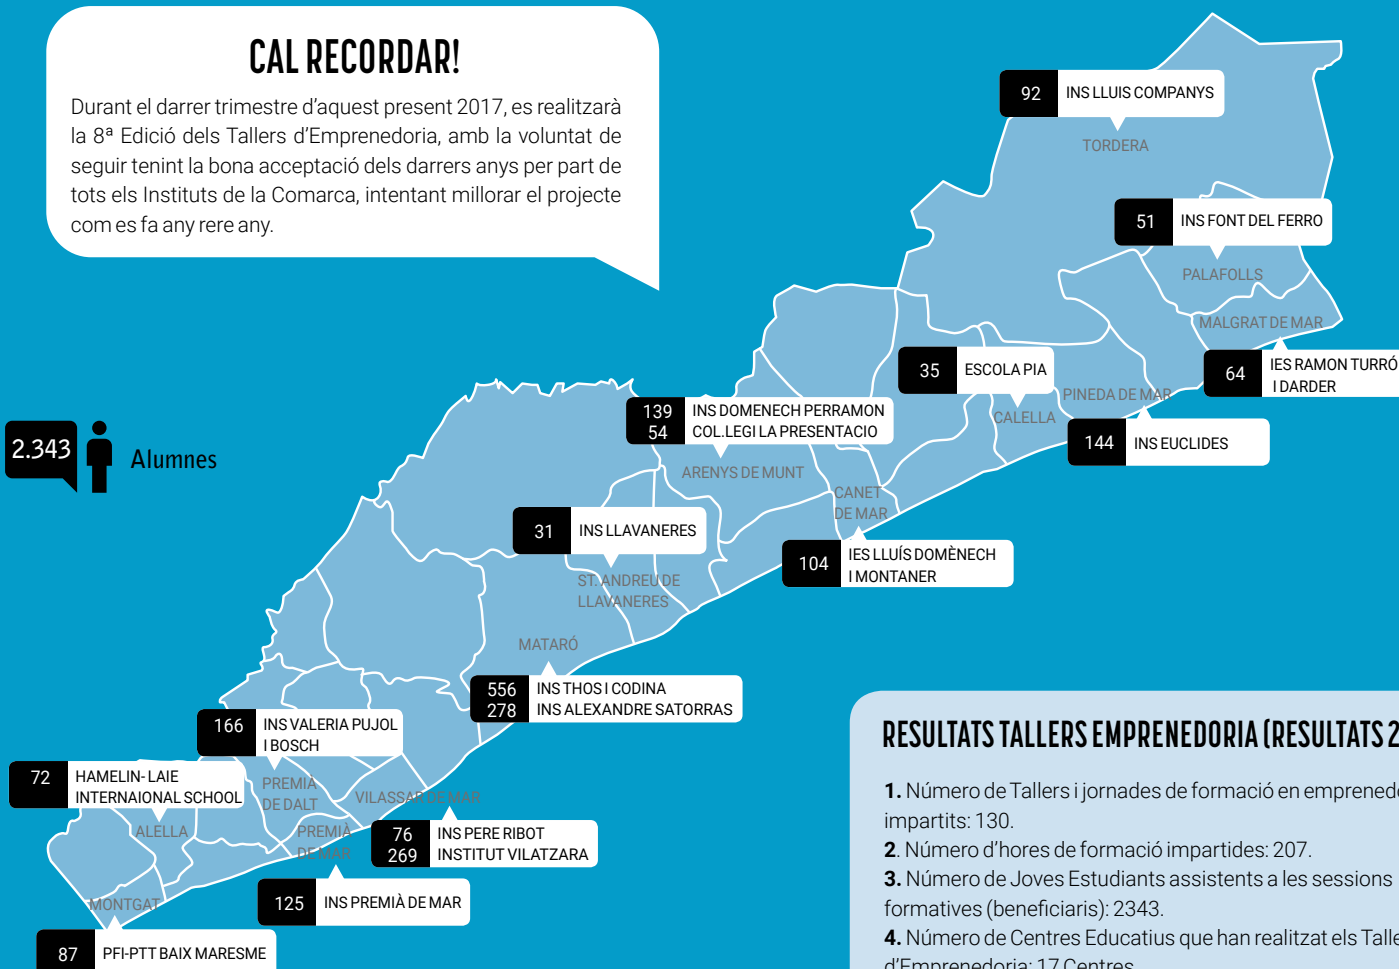 CAL RECORDAR!
Durant el darrer trimestre d'aquest present 2017, es realitzarà
la 8ª Edició dels Tallers d'Emprenedoria, amb la voluntat de
seguir tenint la bona acceptació dels darrers anys per part de
tots els Instituts de la Comarca, intentant millorar el projecte
com es fa any rere any.
92 INS LLUIS COMPANYS
TORDERA
51 INS FONT DEL FERRO
PALAFOLLS
MALGRAT DE MAR
64 IES RAMON TURRÓ
I DARDER
35 ESCOLA PIA
CALELLA
PINEDA DE MAR
144 INS EUCLIDES
139 INS DOMENECH PERRAMON
54 COL.LEGI LA PRESENTACIO
ARENYS DE MUNT
CANET
DE MAR
104 IES LLUÍS DOMÈNECH
I MONTANER
2.343 Alumnes
31 INS LLAVANERES
ST. ANDREU DE
LLAVANERES
MATARÓ
556 INS THOS I CODINA
278 INS ALEXANDRE SATORRAS
166 INS VALERIA PUJOL
I BOSCH
PREMIÀ
DE DALT
72 HAMELIN- LAIE
INTERNAIONAL SCHOOL
ALELLA
VILASSAR DE MAR
76 INS PERE RIBOT
269 INSTITUT VILATZARA
PREMIÀ
DE MAR
125 INS PREMIÀ DE MAR
MONTGAT
87 PFI-PTT BAIX MARESME
RESULTATS TALLERS EMPRENEDORIA (RESULTATS 2
1. Número de Tallers i jornades de formació en emprened
impartits: 130.
2. Número d'hores de formació impartides: 207.
3. Número de Joves Estudiants assistents a les sessions
formatives (beneficiaris): 2343.
4. Número de Centres Educatius que han realitzat els Talle
d'Emprenedoria: 17 Centres